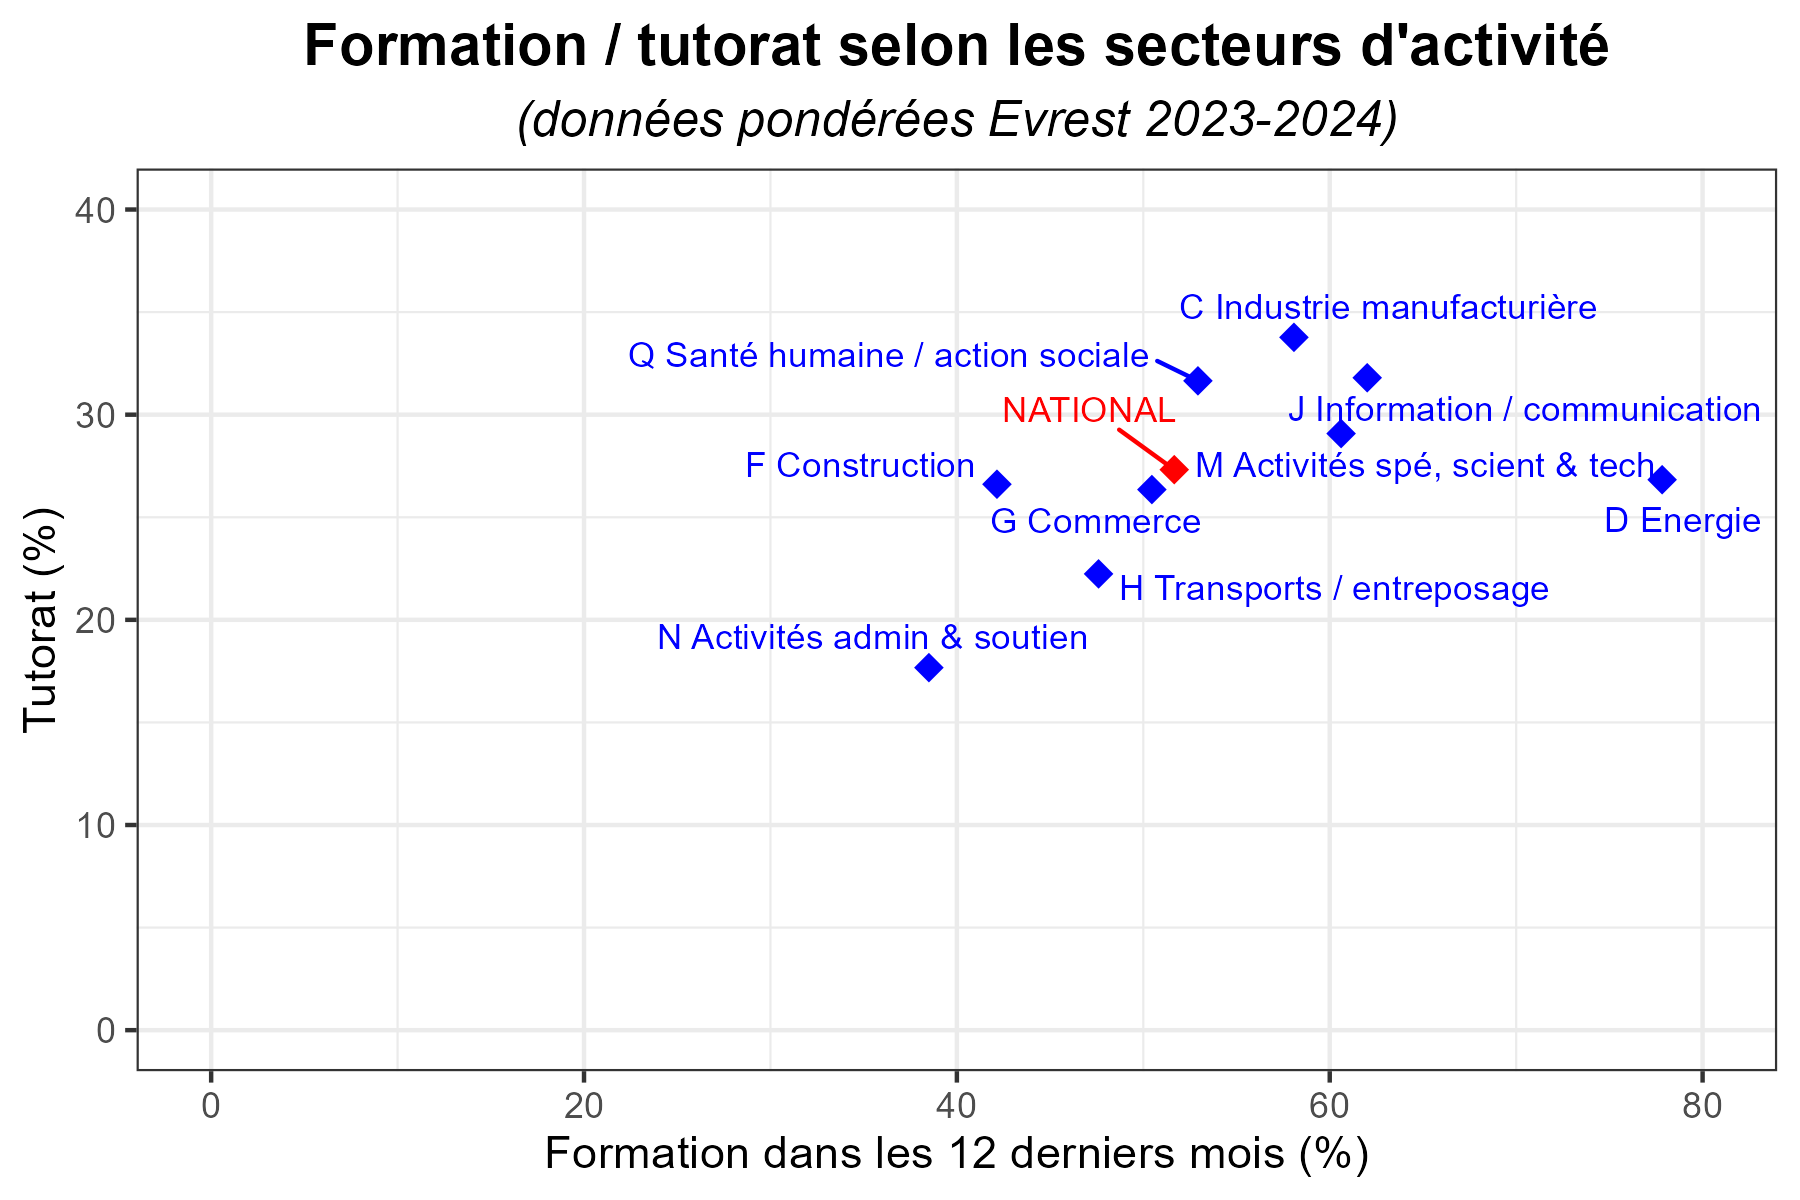 Formation / tutorat selon les secteurs d'activité
(données pondérées Evrest 2023-2024)
Tutorat (%)
40
30
20
10
0
C Industrie manufacturière
Q Santé humaine / action sociale
NATIONAL
J Information / communication
F Construction
M Activités spé, scient & tech
G Commerce
D Energie
H Transports / entreposage
N Activités admin & soutien
0
20
40
60
80
Formation dans les 12 derniers mois (%)